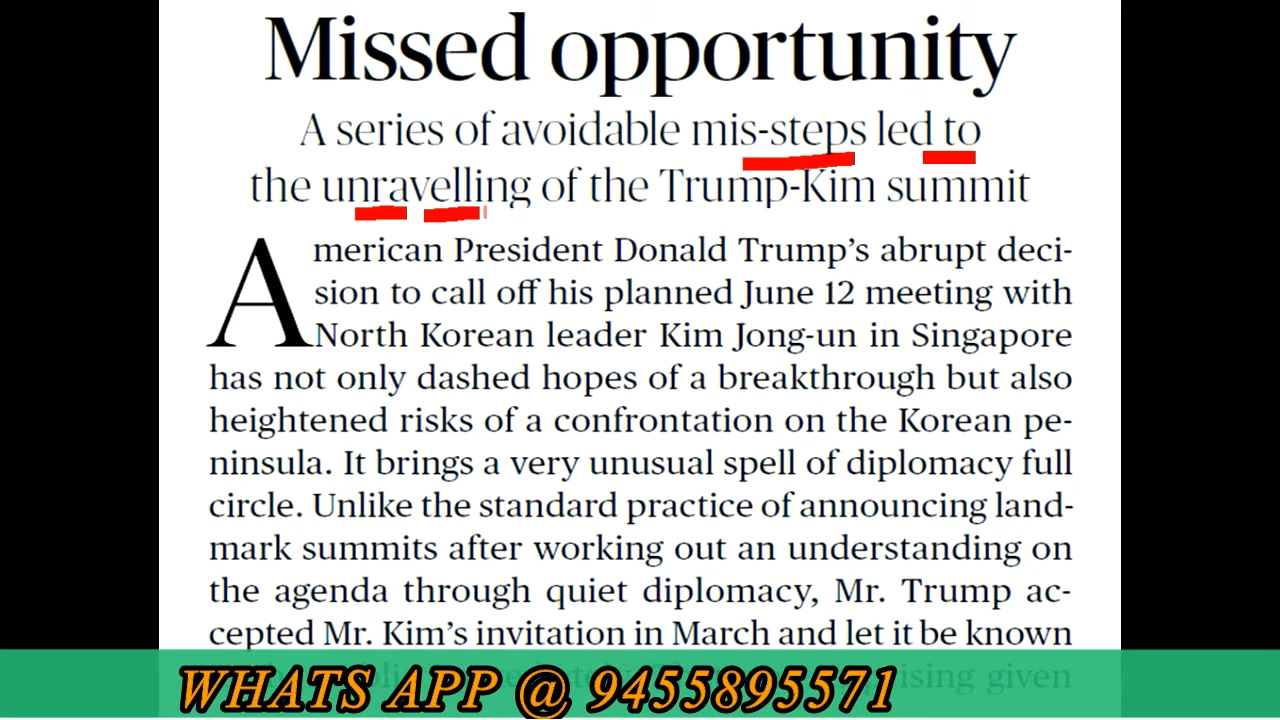 Missed opportunity
A series of avoidable mis-steps led to
the unravelling of the Trump-Kim summit
American President Donald Trump's abrupt deci-
sion to call off his planned June 12 meeting with
North Korean leader Kim Jong-un in Singapore
has not only dashed hopes of a breakthrough but also
heightened risks of a confrontation on the Korean pe-
ninsula. It brings a very unusual spell of diplomacy full
circle. Unlike the standard practice of announcing land-
mark summits after working out an understanding on
the agenda through quiet diplomacy, Mr. Trump ac-
cepted Mr. Kim's invitation in March and let it be known
given
WHATS APP @ 9455895571